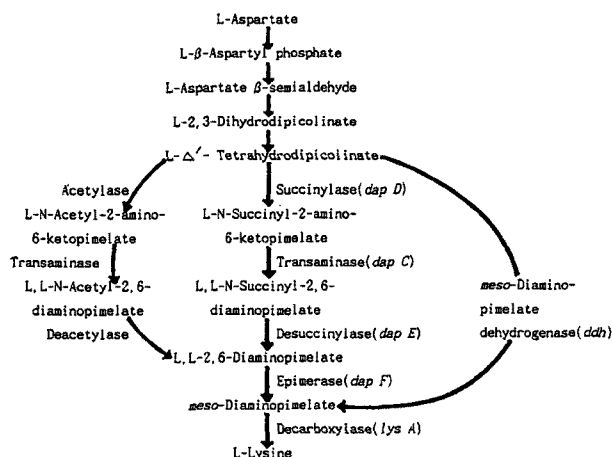 L-Aspartate
L-β-Aspartyl phosphate
L-Aspartate β-semialdehyde
L-2,3-Dihydrodipicolinate
L-△′- Tetrahydrodipicolinate
Acetylase
L-N-Acetyl-2-amino-
6-ketopimelate
Transaminase
L,L-N-Acetyl-2,6-
diaminopimelate
Deacetylase
Succinylase(dap D)
L-N-Succinyl-2-amino-
6-ketopimelate
Transaminase(dap C)
L,L-N-Succinyl-2,6-
diaminopimelate
Desuccinylase(dap E)
meso-Diamino-
pimelate
dehydrogenase(ddh)
L,L-2,6-Diaminopimelate
Epimerase(dap F)
meso-Diaminopimelate
Decarboxylase(lys A)
L-Lysine